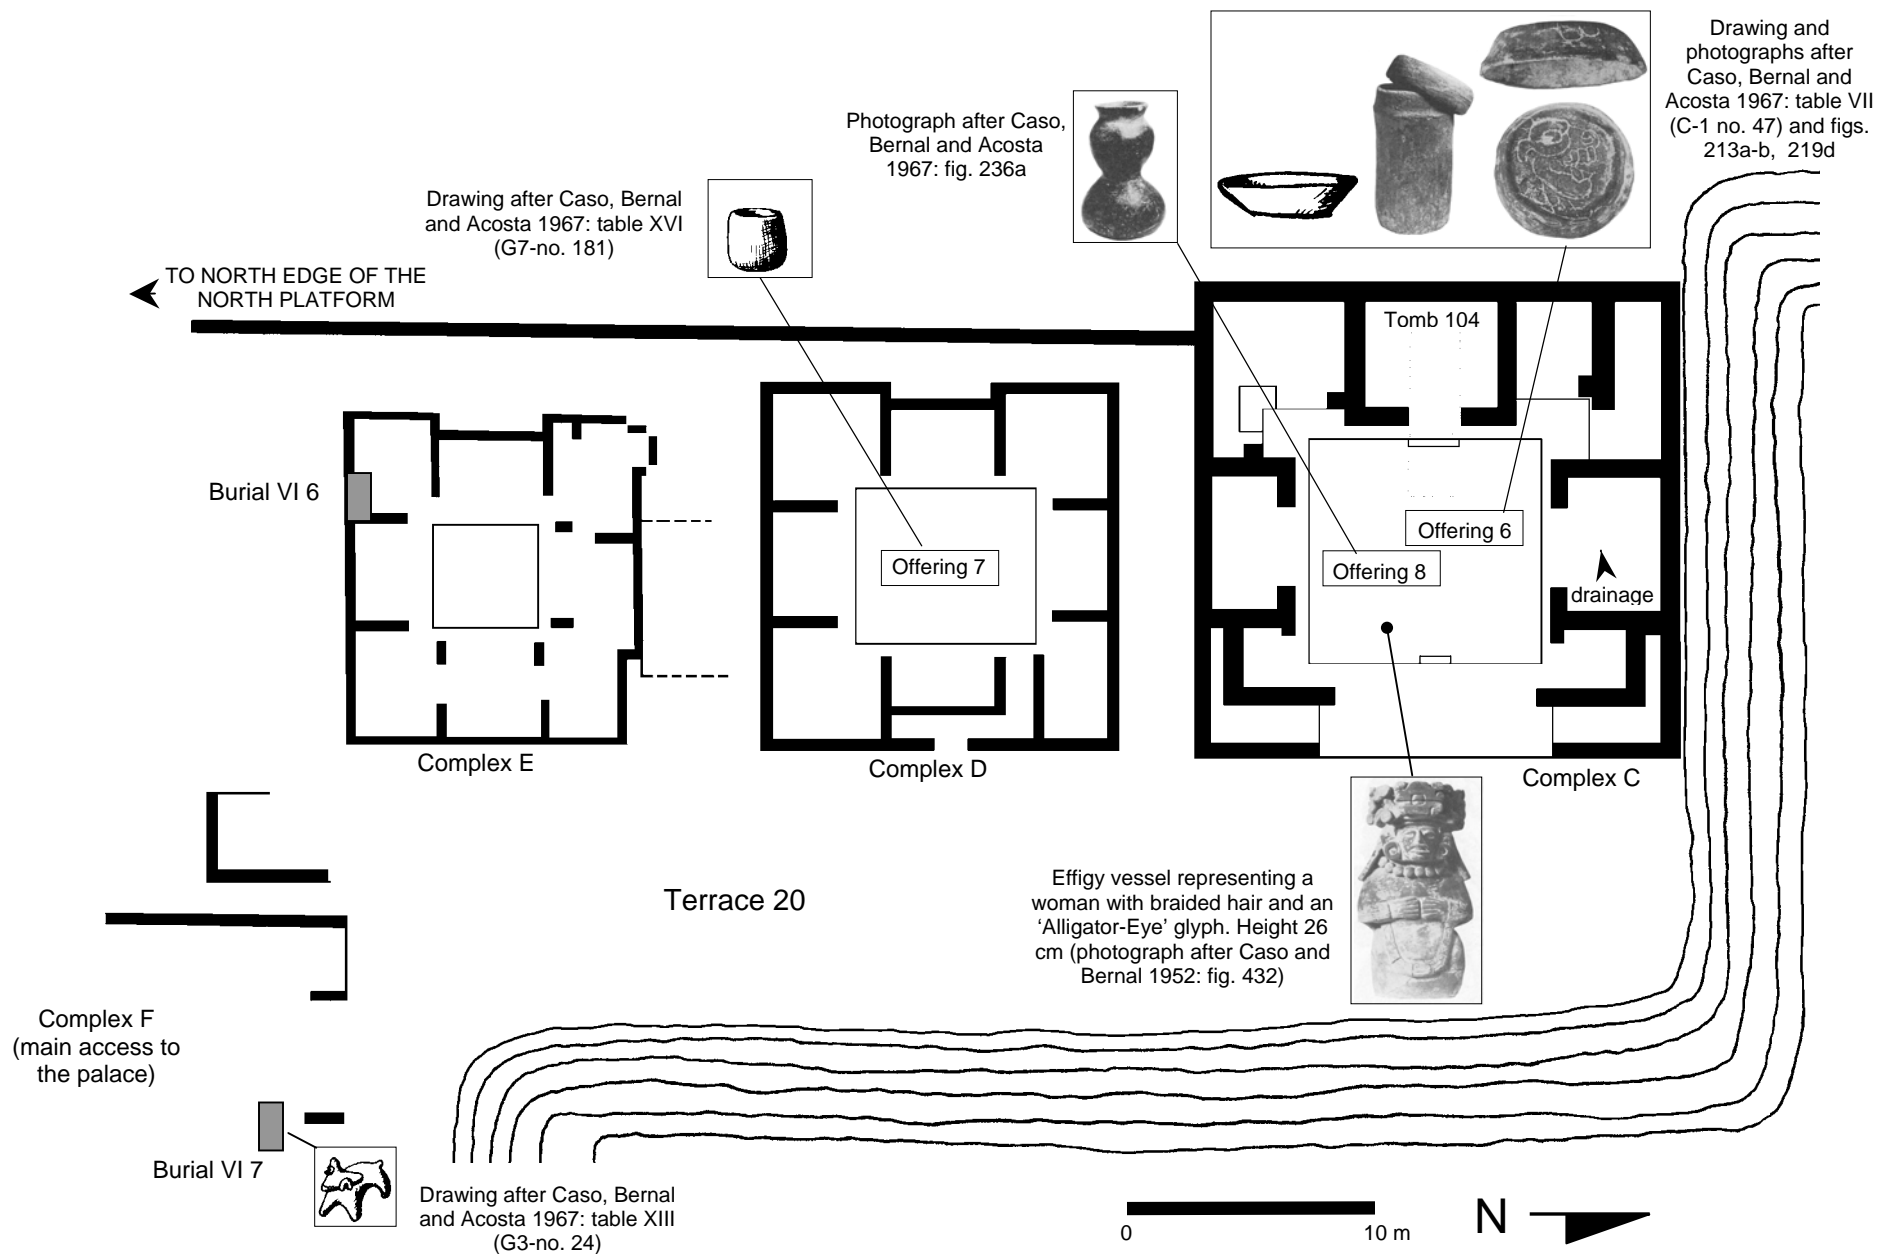 Drawing and
photographs after
Caso, Bernal and
Acosta 1967: table VII
(C-1 no. 47) and figs.
213a-b, 219d
Photograph after Caso,
Bernal and Acosta
1967: fig. 236a
Drawing after Caso, Bernal
and Acosta 1967: table XVI
(G7-no. 181)
TO NORTH EDGE OF THE
NORTH PLATFORM
Tomb 104
Burial VI 6
Offering 6
Offering 7
Offering 8
drainage
Complex E
Complex D
Complex C
Terrace 20
Effigy vessel representing a
woman with braided hair and an
‘Alligator-Eye’ glyph. Height 26
cm (photograph after Caso and
Bernal 1952: fig. 432)
Complex F
(main access to
the palace)
Burial VI 7
Drawing after Caso, Bernal
and Acosta 1967: table XIII
(G3-no. 24)
0
10 m
N